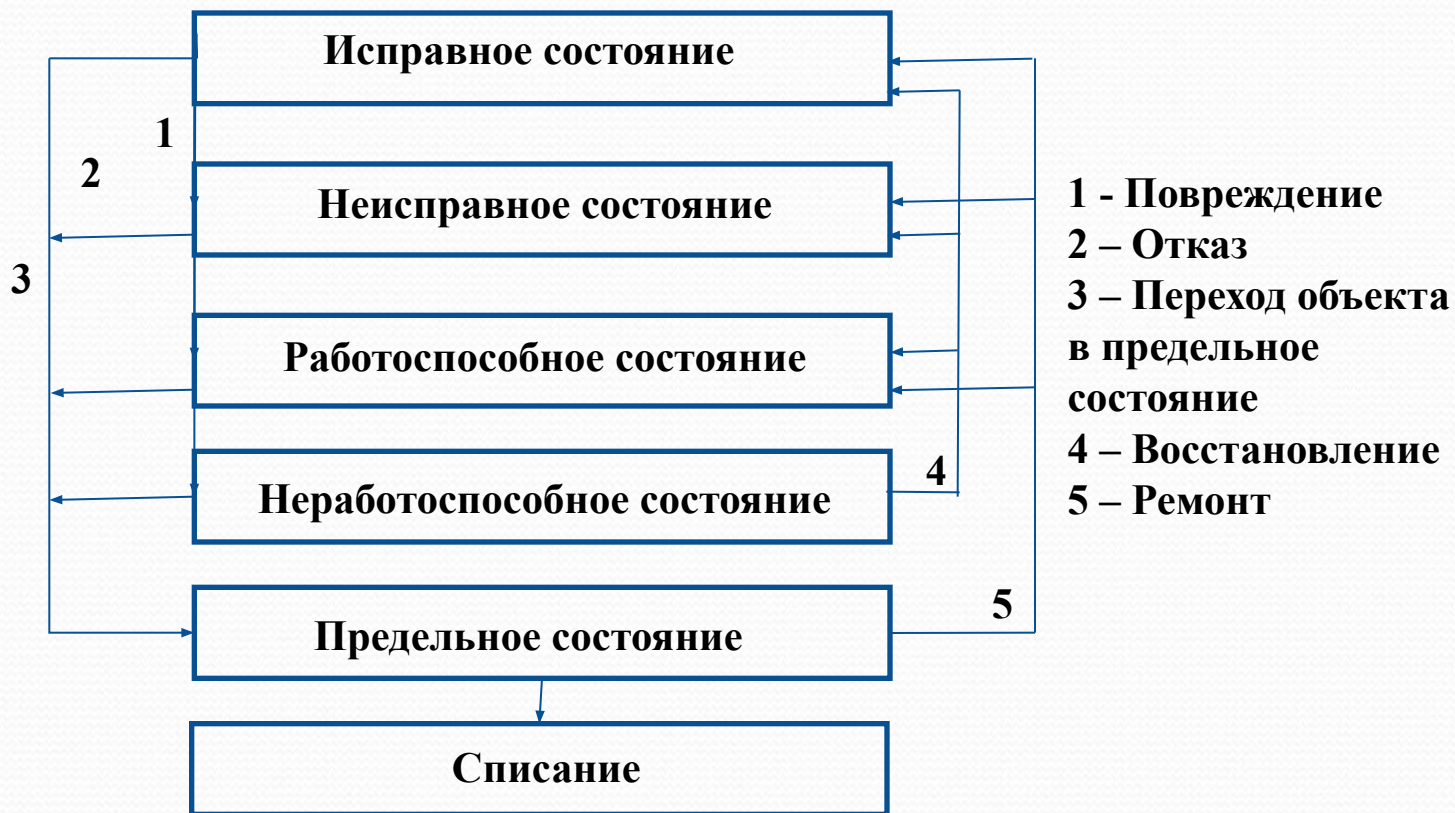 Исправное состояние
1
2
Неисправное состояние
3
Работоспособное состояние
Неработоспособное состояние
4
Предельное состояние
5
Списание
1 - Повреждение
2 – Отказ
3 – Переход объекта
в предельное
состояние
4 – Восстановление
5 – Ремонт